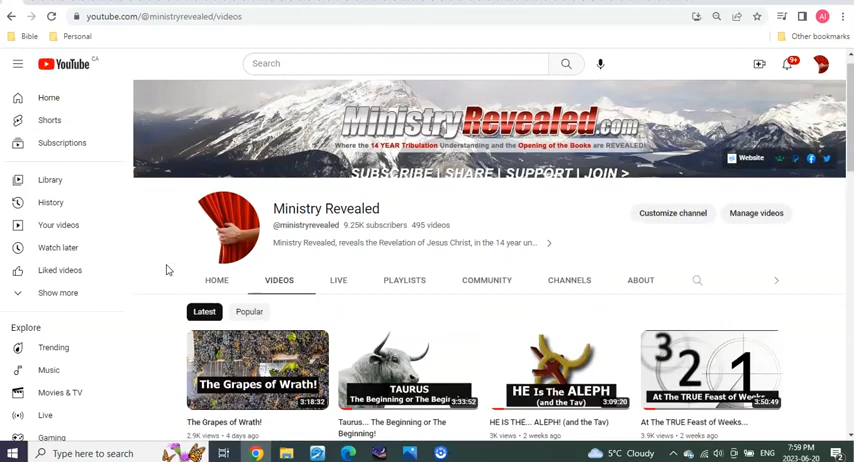 youtube.com/@ministryrevealed/videos
AI
Bible
Personal
Other bookmarks
YouTube CA
Search
9+
Home
Shorts
Subscriptions
Library
History
Your videos
Watch later
Liked videos
Show more
Explore
Trending
Music
Movies & TV
Live
Gaming
MinistryRevealed.com
Where the 14 YEAR Tribulation Understanding and the Opening of the Books are REVEALED!
SUBSCRIBE | SHARE | SUPPORT | JOIN >
Website
Ministry Revealed
@ministryrevealed 9.25K subscribers 495 videos
Ministry Revealed, reveals the Revelation of Jesus Christ, in the 14 year un...
Customize channel
Manage videos
HOME
VIDEOS
LIVE
PLAYLISTS
COMMUNITY
CHANNELS
ABOUT
Latest
Popular
The Grapes of Wrath!
3:18:32
The Grapes of Wrath!
2.9K views • 4 days ago
TAURUS
The Beginning or The Begi
3:33:52
Taurus... The Beginning or The
Beginning!
HE IS The ALEPH
(and the Tav)
3:09:20
HE IS THE... ALEPH! (and the Tav)
3K views • 2 weeks ago
3 2 1
At The TRUE Feast of Weeks...
3:50:49
At The TRUE Feast of Weeks...
3.9K views • 2 weeks ago
Type here to search
5°C Cloudy
ENG
7:59 PM
2023-06-20
2